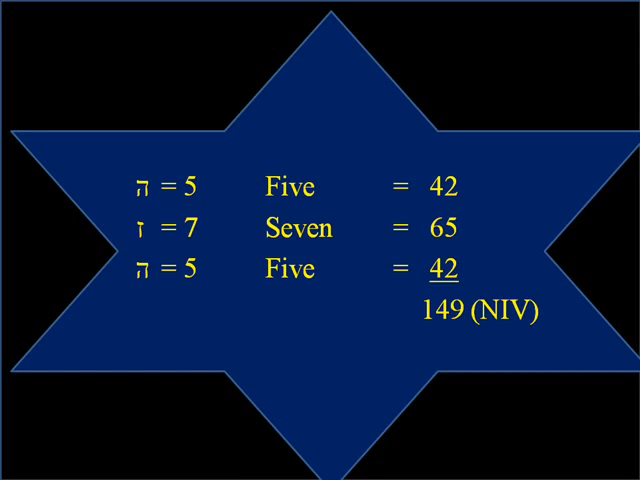 ה = 5 Five = 42
ז = 7 Seven = 65
ה = 5 Five = 42
149 (NIV)